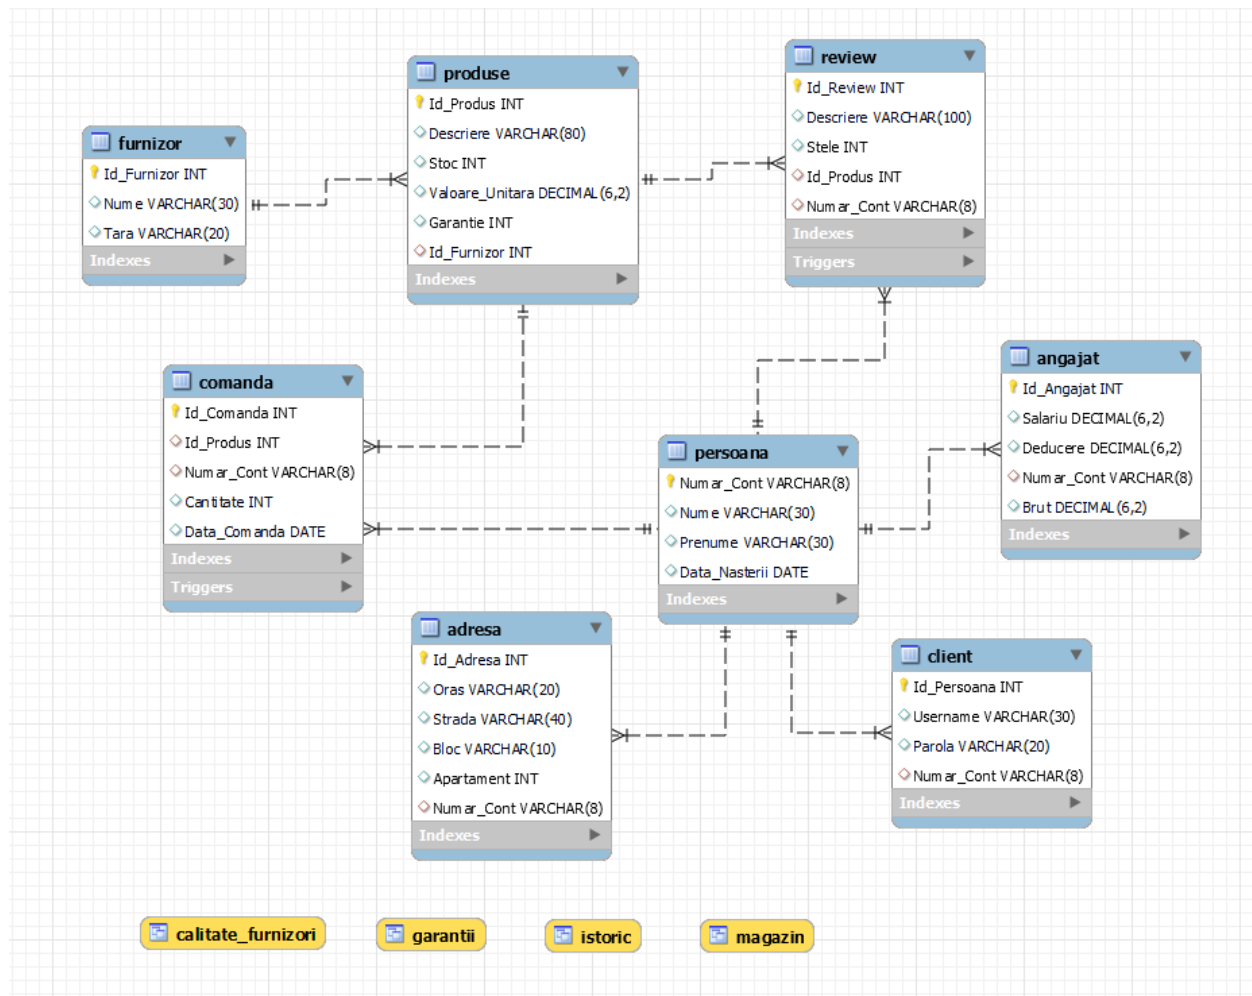 furnizor
Id_Furnizor INT
Nume VARCHAR(30)
Tara VARCHAR(20)
Indexes
produse
Id_Produs INT
Descriere VARCHAR(80)
Stoc INT
Valoare_Unitara DECIMAL(6,2)
Garantie INT
Id_Furnizor INT
Indexes
review
Id_Review INT
Descriere VARCHAR(100)
Stele INT
Id_Produs INT
Numar_Cont VARCHAR(8)
Indexes
Triggers
comanda
Id_Comanda INT
Id_Produs INT
Numar_Cont VARCHAR(8)
Cantitate INT
Data_Comanda DATE
Indexes
Triggers
persoana
Numar_Cont VARCHAR(8)
Nume VARCHAR(30)
Prenume VARCHAR(30)
Data_Nasterii DATE
Indexes
angajat
Id_Angajat INT
Salariu DECIMAL(6,2)
Deducere DECIMAL(6,2)
Numar_Cont VARCHAR(8)
Brut DECIMAL(6,2)
Indexes
adresa
Id_Adresa INT
Oras VARCHAR(20)
Strada VARCHAR(40)
Bloc VARCHAR(10)
Apartament INT
Numar_Cont VARCHAR(8)
Indexes
client
Id_Persoana INT
Username VARCHAR(30)
Parola VARCHAR(20)
Numar_Cont VARCHAR(8)
Indexes
calitate_furnizori
garantii
istoric
magazin